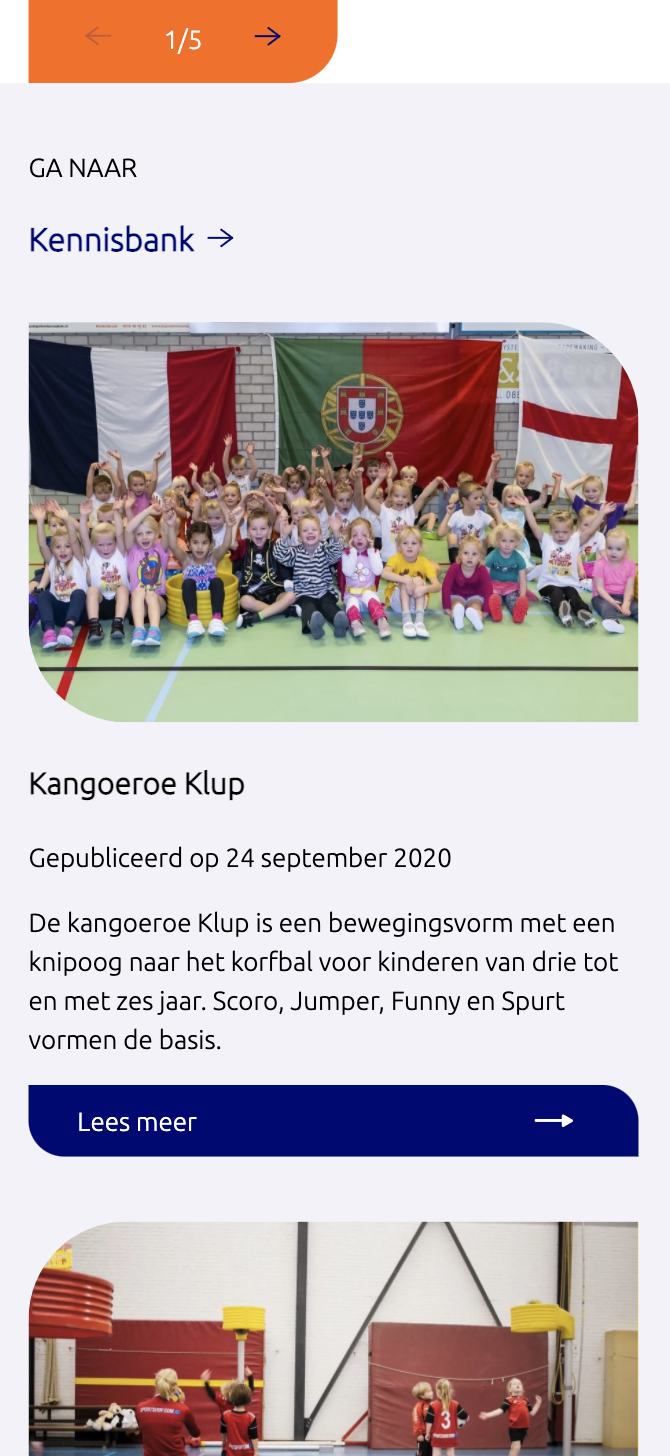 1/5
GA NAAR
Kennisbank
Kangoeroe Klup
Gepubliceerd op 24 september 2020
De kangoeroe Klup is een bewegingsvorm met een
knipoog naar het korfbal voor kinderen van drie tot
en met zes jaar. Scoro, Jumper, Funny en Spurt
vormen de basis.
Lees meer
3